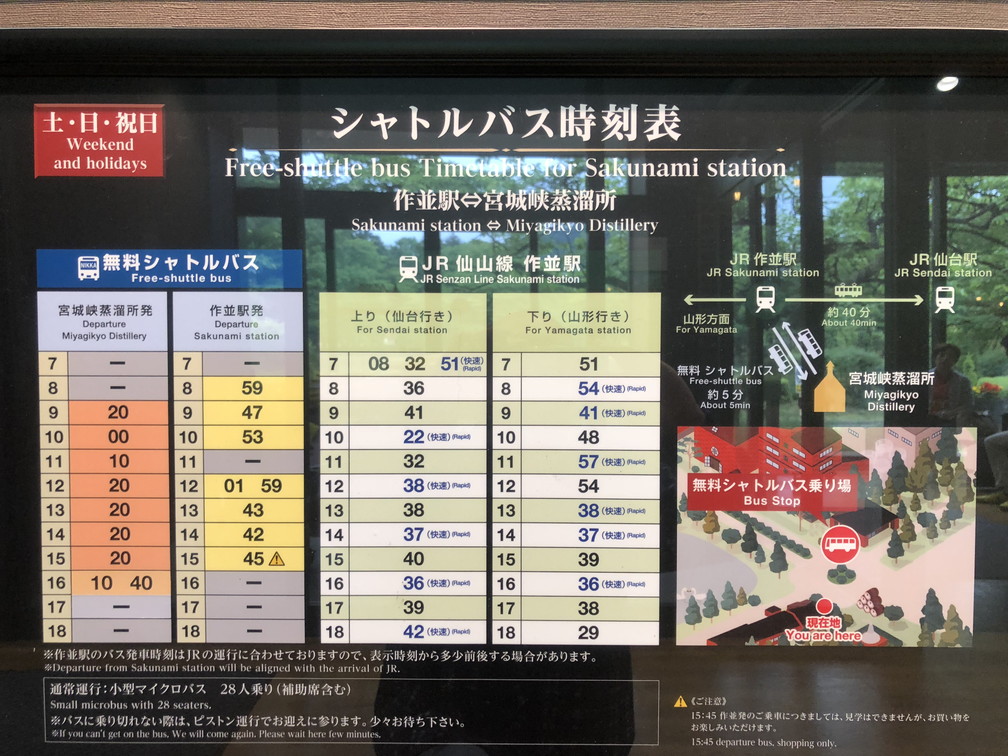 土・日・祝日
Weekend
and holidays
シャトルバス時刻表
Free-shuttle bus Timetable for Sakunami station
作並駅⇔宮城峡蒸溜所
Sakunami station ⇔ Miyagikyo Distillery
NIKKA 無料シャトルバス
Free-shuttle bus
宮城峡蒸溜所発
Departure
Miyagikyo Distillery
作並駅発
Departure
Sakunami station
7 — 7 —
8 — 8 59
9 20 9 47
10 00 10 53
11 10 11 —
12 20 12 01 59
13 20 13 43
14 20 14 42
15 20 15 45 ⚠
16 10 40 16 —
17 — 17 —
18 — 18 —
JR 仙山線 作並駅
JR Senzan Line Sakunami station
上り（仙台行き）
For Sendai station
下り（山形行き）
For Yamagata station
7 08 32 51（快速）(Rapid) 7 51
8 36 8 54（快速）(Rapid)
9 41 9 41（快速）(Rapid)
10 22（快速）(Rapid) 10 48
11 32 11 57（快速）(Rapid)
12 38（快速）(Rapid) 12 54
13 38 13 38（快速）(Rapid)
14 37（快速）(Rapid) 14 37（快速）(Rapid)
15 40 15 39
16 36（快速）(Rapid) 16 36（快速）(Rapid)
17 39 17 38
18 42（快速）(Rapid) 18 29
JR 作並駅
JR Sakunami station
JR 仙台駅
JR Sendai station
山形方面
For Yamagata
約40分
About 40min
無料シャトルバス
Free-shuttle bus
約5分
About 5min
宮城峡蒸溜所
Miyagikyo
Distillery
無料シャトルバス乗り場
Bus Stop
現在地
You are here
※作並駅のバス発車時刻はJRの運行に合わせておりますので、表示時刻から多少前後する場合があります。
※Departure from Sakunami station will be aligned with the arrival of JR.
通常運行：小型マイクロバス 28人乗り（補助席含む）
Small microbus with 28 seaters.
※バスに乗り切れない際は、ピストン運行でお迎えに参ります。少々お待ち下さい。
※If you can't get on the bus, We will come again. Please wait here few minutes.
⚠《ご注意》
15：45 作並発のご乗車につきましては、見学はできませんが、お買い物を
お楽しみいただけます。
15:45 departure bus, shopping only.